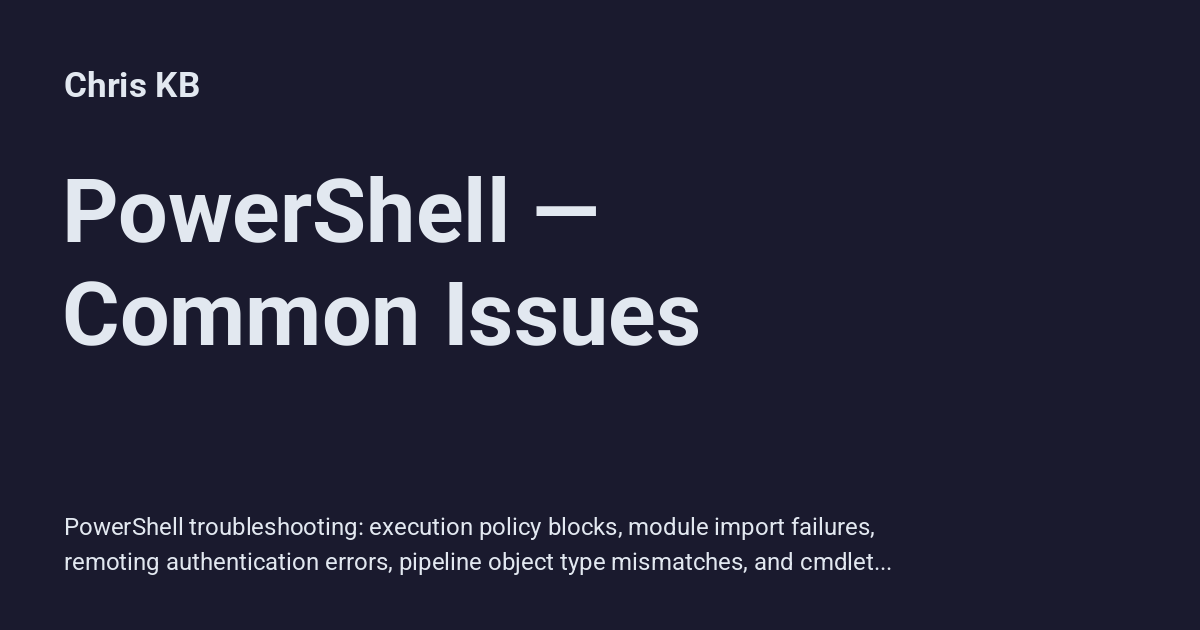 Chris KB
PowerShell —
Common Issues
PowerShell troubleshooting: execution policy blocks, module import failures,
remoting authentication errors, pipeline object type mismatches, and cmdlet...